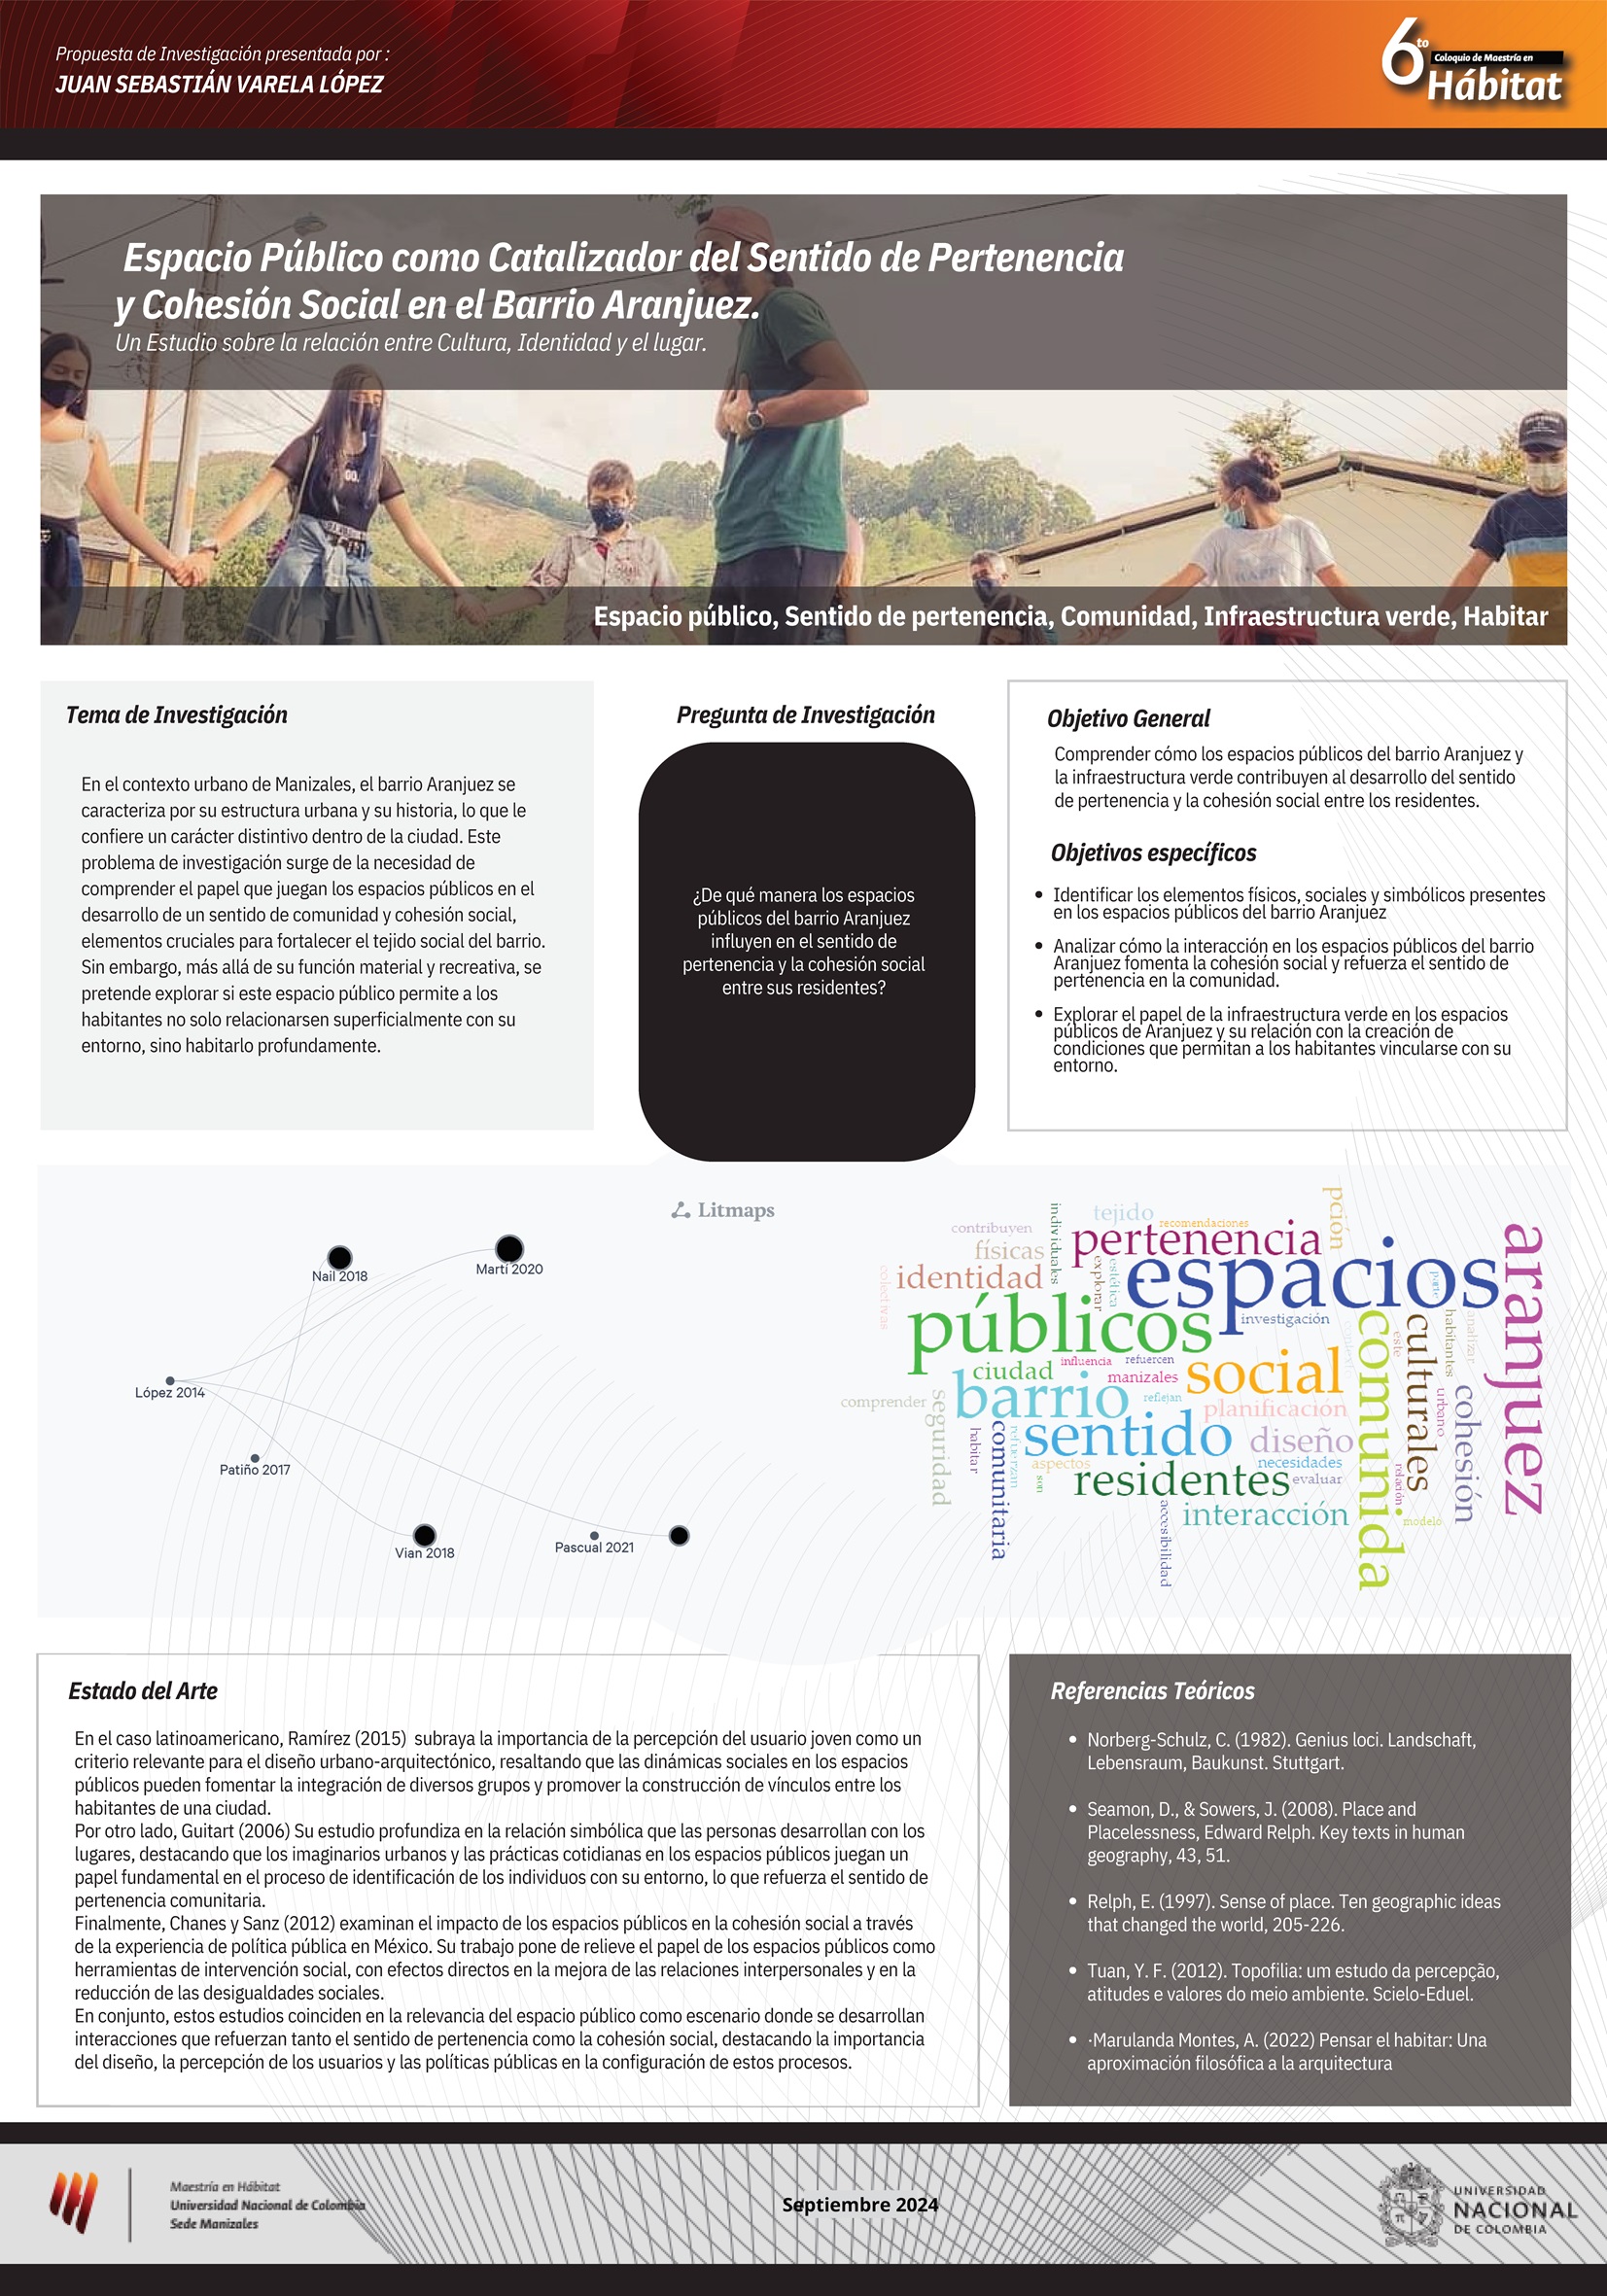 Propuesta de Investigación presentada por :
JUAN SEBASTIÁN VARELA LÓPEZ
6to
Coloquio de Maestría en
Hábitat
Espacio Público como Catalizador del Sentido de Pertenencia
y Cohesión Social en el Barrio Aranjuez.
Un Estudio sobre la relación entre Cultura, Identidad y el lugar.
Espacio público, Sentido de pertenencia, Comunidad, Infraestructura verde, Habitar
Tema de Investigación
En el contexto urbano de Manizales, el barrio Aranjuez se
caracteriza por su estructura urbana y su historia, lo que le
confiere un carácter distintivo dentro de la ciudad. Este
problema de investigación surge de la necesidad de
comprender el papel que juegan los espacios públicos en el
desarrollo de un sentido de comunidad y cohesión social,
elementos cruciales para fortalecer el tejido social del barrio.
Sin embargo, más allá de su función material y recreativa, se
pretende explorar si este espacio público permite a los
habitantes no solo relacionarsen superficialmente con su
entorno, sino habitarlo profundamente.
Pregunta de Investigación
¿De qué manera los espacios
públicos del barrio Aranjuez
influyen en el sentido de
pertenencia y la cohesión social
entre sus residentes?
Objetivo General
Comprender cómo los espacios públicos del barrio Aranjuez y
la infraestructura verde contribuyen al desarrollo del sentido
de pertenencia y la cohesión social entre los residentes.
Objetivos específicos
• Identificar los elementos físicos, sociales y simbólicos presentes
en los espacios públicos del barrio Aranjuez
• Analizar cómo la interacción en los espacios públicos del barrio
Aranjuez fomenta la cohesión social y refuerza el sentido de
pertenencia en la comunidad.
• Explorar el papel de la infraestructura verde en los espacios
públicos de Aranjuez y su relación con la creación de
condiciones que permitan a los habitantes vincularse con su
entorno.
Litmaps
Nail 2018
Martí 2020
López 2014
Patiño 2017
Vian 2018
Pascual 2021
contribuyen
individuales
tejido
recomendaciones
pción
físicas
pertenencia
identidad
explorar
estética
espacios
parte
aranjuez
colectivas
públicos
investigación
comunida
este
culturales
habitantes
analizar
ciudad
influencia
refuercen
manizales
social
barrio
reflejan
comprender
seguridad
planificación
urbano
cohesión
habitar
comunitaria
refuerzan
sentido
diseño
aspectos
son
necesidades
residentes
evaluar
relación
accesibilidad
interacción
modelo
Estado del Arte
En el caso latinoamericano, Ramírez (2015) subraya la importancia de la percepción del usuario joven como un
criterio relevante para el diseño urbano-arquitectónico, resaltando que las dinámicas sociales en los espacios
públicos pueden fomentar la integración de diversos grupos y promover la construcción de vínculos entre los
habitantes de una ciudad.
Por otro lado, Guitart (2006) Su estudio profundiza en la relación simbólica que las personas desarrollan con los
lugares, destacando que los imaginarios urbanos y las prácticas cotidianas en los espacios públicos juegan un
papel fundamental en el proceso de identificación de los individuos con su entorno, lo que refuerza el sentido de
pertenencia comunitaria.
Finalmente, Chanes y Sanz (2012) examinan el impacto de los espacios públicos en la cohesión social a través
de la experiencia de política pública en México. Su trabajo pone de relieve el papel de los espacios públicos como
herramientas de intervención social, con efectos directos en la mejora de las relaciones interpersonales y en la
reducción de las desigualdades sociales.
En conjunto, estos estudios coinciden en la relevancia del espacio público como escenario donde se desarrollan
interacciones que refuerzan tanto el sentido de pertenencia como la cohesión social, destacando la importancia
del diseño, la percepción de los usuarios y las políticas públicas en la configuración de estos procesos.
Referencias Teóricos
• Norberg-Schulz, C. (1982). Genius loci. Landschaft,
Lebensraum, Baukunst. Stuttgart.
• Seamon, D., & Sowers, J. (2008). Place and
Placelessness, Edward Relph. Key texts in human
geography, 43, 51.
• Relph, E. (1997). Sense of place. Ten geographic ideas
that changed the world, 205-226.
• Tuan, Y. F. (2012). Topofilia: um estudo da percepção,
atitudes e valores do meio ambiente. Scielo-Eduel.
• ·Marulanda Montes, A. (2022) Pensar el habitar: Una
aproximación filosófica a la arquitectura
Maestría en Hábitat
Universidad Nacional de Colombia
Sede Manizales
Septiembre 2024
UNIVERSIDAD
NACIONAL
DE COLOMBIA